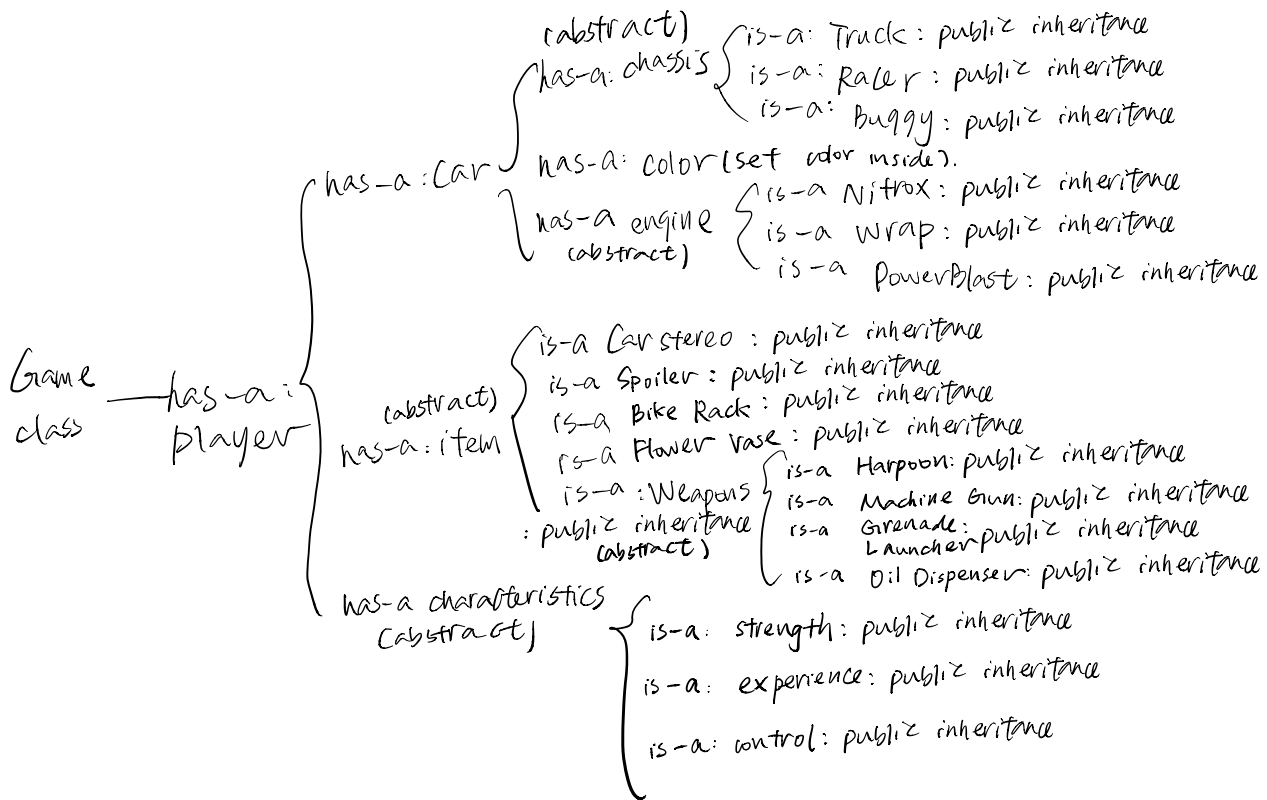 (abstract)
has-a: chassis
is-a: Truck: public inheritance
is-a: Racer: public inheritance
is-a: Buggy: public inheritance
has-a: Car
has-a: color (set color inside).
has-a engine
(abstract)
is-a Nitrox: public inheritance
is-a Wrap: public inheritance
is-a PowerBlast: public inheritance
Game
class
has-a:
player
(abstract)
has-a: item
is-a Car stereo: public inheritance
is-a Spoiler: public inheritance
is-a Bike Rack: public inheritance
is-a Flower vase: public inheritance
is-a: Weapons
: public inheritance
(abstract)
is-a Harpoon: public inheritance
is-a Machine Gun: public inheritance
is-a Grenade:
Launcher public inheritance
is-a Oil Dispenser: public inheritance
has-a characteristics
(abstract)
is-a: strength: public inheritance
is-a: experience: public inheritance
is-a: control: public inheritance